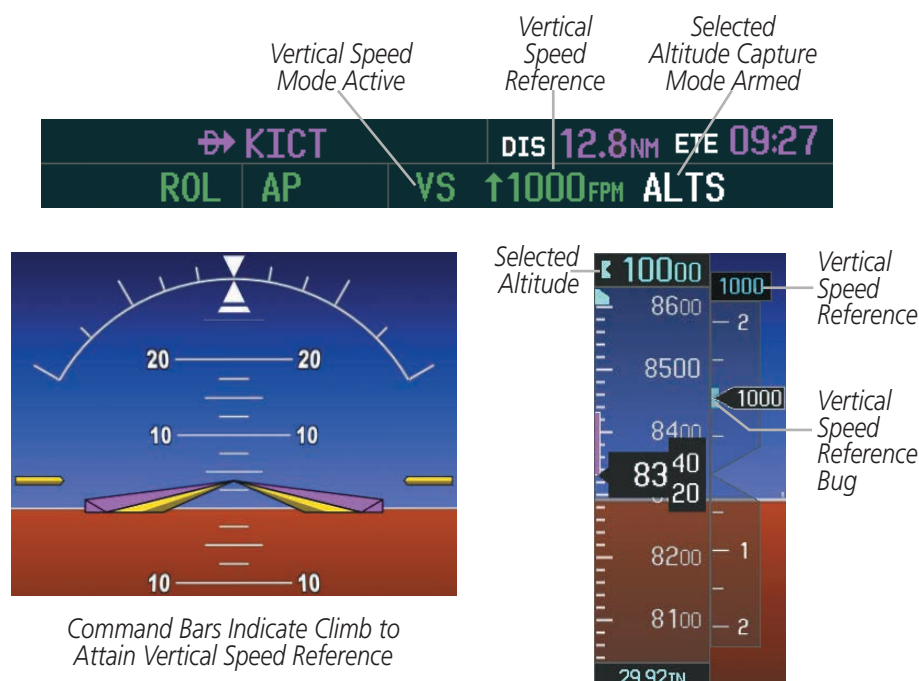 Vertical Speed
Mode Active
Vertical
Speed
Reference
Selected
Altitude Capture
Mode Armed
KICT
DIS 12.8NM ETE 09:27
ROL AP VS ↑1000FPM ALTS
20 20
10 10
10 10
Command Bars Indicate Climb to
Attain Vertical Speed Reference
Selected
Altitude
10000
8600
8500
8400
83 40
20
8200
8100
29.92IN
1000
2
1000
1
2
Vertical
Speed
Reference
Vertical
Speed
Reference
Bug